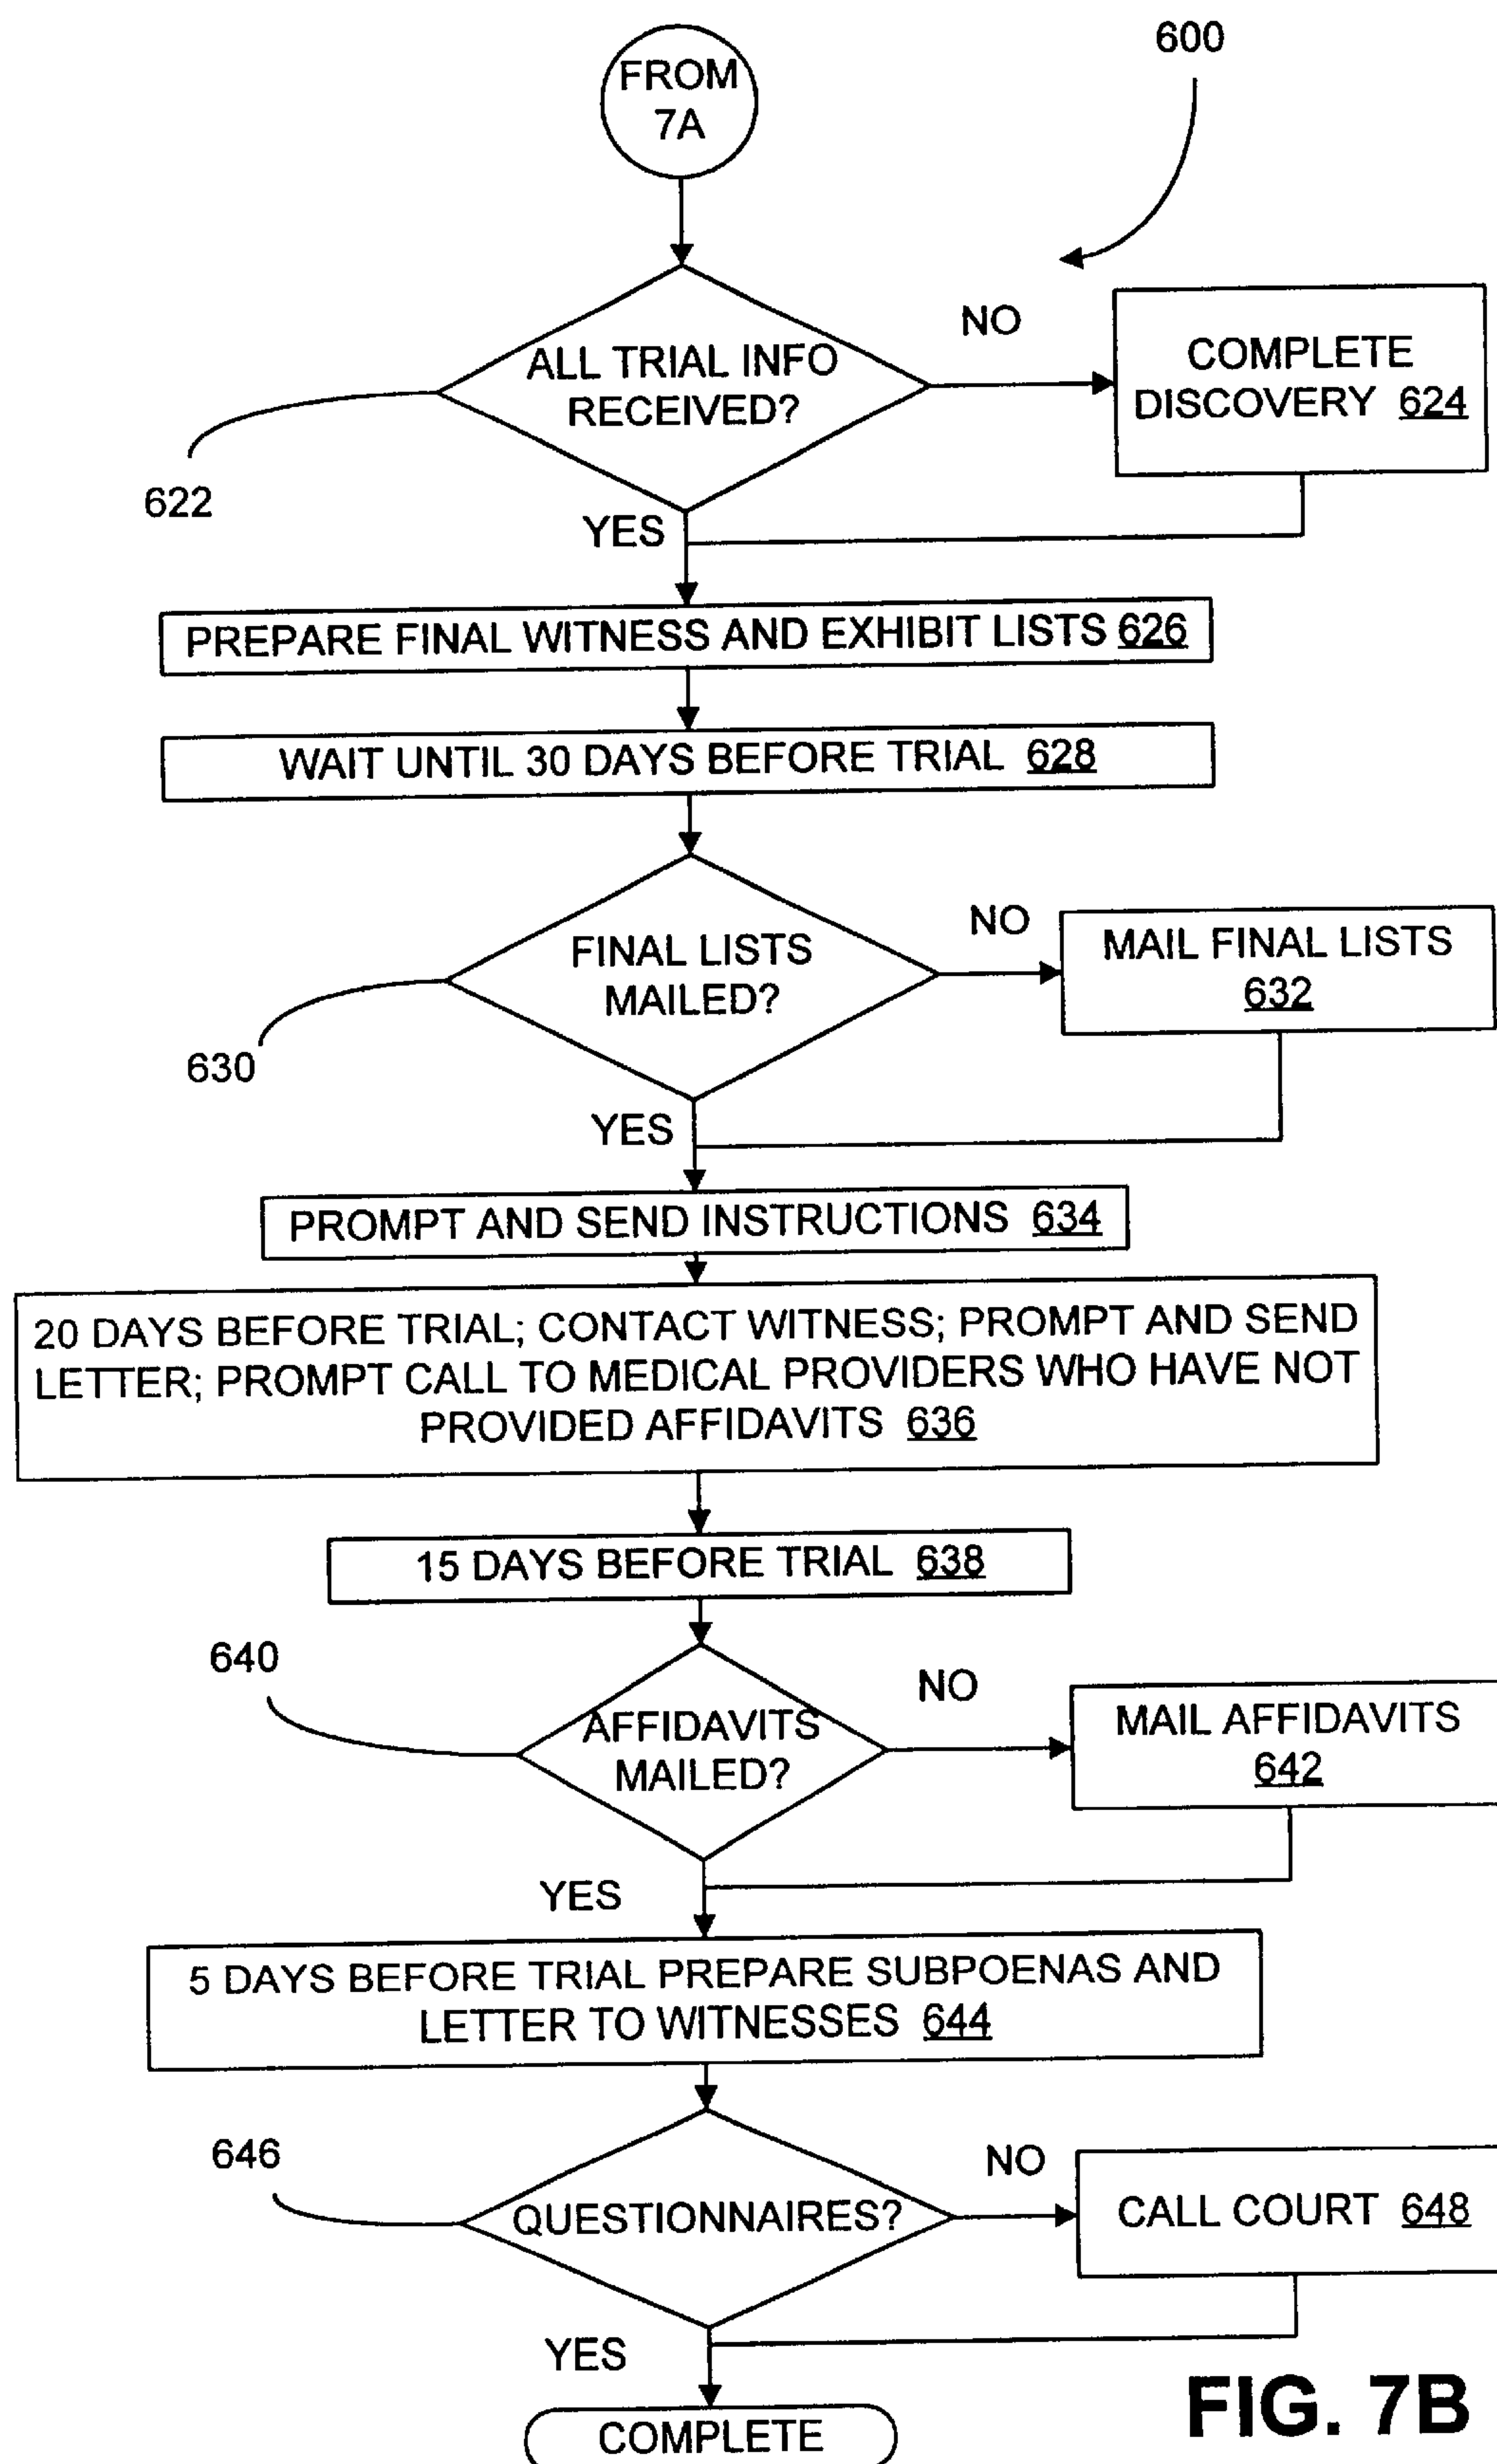 FROM
7A
600
ALL TRIAL INFO
RECEIVED?
NO
COMPLETE
DISCOVERY 624
622
YES
PREPARE FINAL WITNESS AND EXHIBIT LISTS 626
WAIT UNTIL 30 DAYS BEFORE TRIAL 628
FINAL LISTS
MAILED?
NO
MAIL FINAL LISTS
632
630
YES
PROMPT AND SEND INSTRUCTIONS 634
20 DAYS BEFORE TRIAL; CONTACT WITNESS; PROMPT AND SEND
LETTER; PROMPT CALL TO MEDICAL PROVIDERS WHO HAVE NOT
PROVIDED AFFIDAVITS 636
15 DAYS BEFORE TRIAL 638
640
AFFIDAVITS
MAILED?
NO
MAIL AFFIDAVITS
642
YES
5 DAYS BEFORE TRIAL PREPARE SUBPOENAS AND
LETTER TO WITNESSES 644
646
QUESTIONNAIRES?
NO
CALL COURT 648
YES
COMPLETE
FIG. 7B